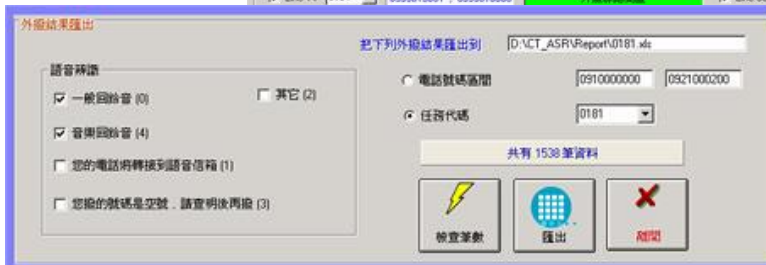 外撥結果匯出
把下列外撥結果匯出到 D:\CT_ASR\Report\0181.xls
語音辨識
一般回鈴音 (0)
其它 (2)
音樂回鈴音 (4)
您的電話將轉接到語音信箱 (1)
您撥的號碼是空號﹒請查明後再撥 (3)
電話號碼區間 0910000000 0921000200
任務代碼 0181
共有 1538 筆資料
檢查筆數
匯出
離開